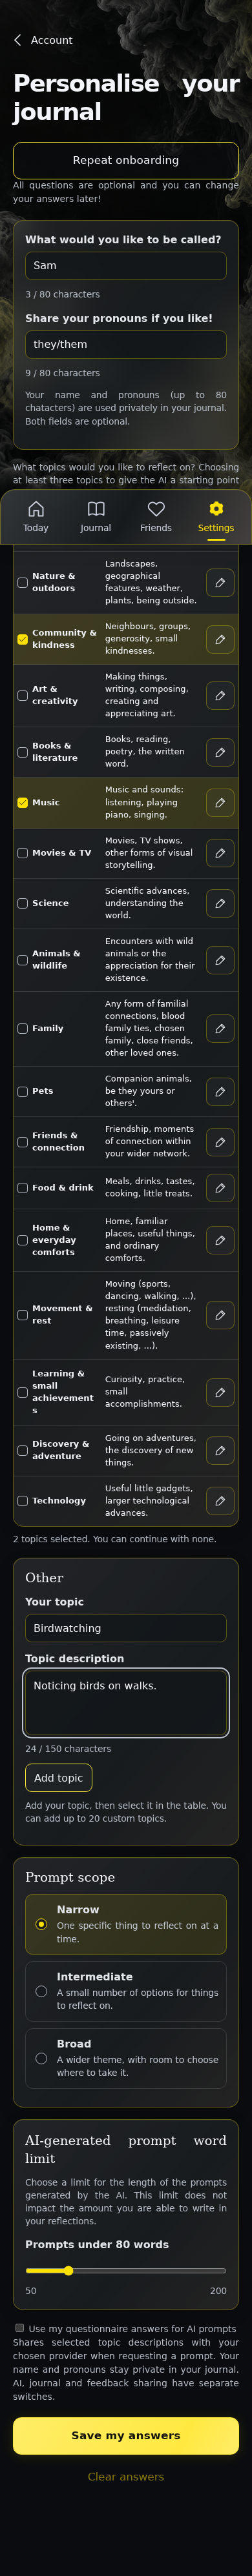 Account
Personalise your
journal
Repeat onboarding
All questions are optional and you can change
your answers later!
What would you like to be called?
Sam
3 / 80 characters
Share your pronouns if you like!
they/them
9 / 80 characters
Your name and pronouns (up to 80
chatacters) are used privately in your journal.
Both fields are optional.
What topics would you like to reflect on? Choosing
at least three topics to give the AI a starting point
Today
Journal
Friends
Settings
Nature &
outdoors
Landscapes,
geographical
features, weather,
plants, being outside.
Community &
kindness
Neighbours, groups,
generosity, small
kindnesses.
Art &
creativity
Making things,
writing, composing,
creating and
appreciating art.
Books &
literature
Books, reading,
poetry, the written
word.
Music
Music and sounds:
listening, playing
piano, singing.
Movies & TV
Movies, TV shows,
other forms of visual
storytelling.
Science
Scientific advances,
understanding the
world.
Animals &
wildlife
Encounters with wild
animals or the
appreciation for their
existence.
Family
Any form of familial
connections, blood
family ties, chosen
family, close friends,
other loved ones.
Pets
Companion animals,
be they yours or
others'.
Friends &
connection
Friendship, moments
of connection within
your wider network.
Food & drink
Meals, drinks, tastes,
cooking, little treats.
Home &
everyday
comforts
Home, familiar
places, useful things,
and ordinary
comforts.
Movement &
rest
Moving (sports,
dancing, walking, ...),
resting (medidation,
breathing, leisure
time, passively
existing, ...).
Learning &
small
achievement
s
Curiosity, practice,
small
accomplishments.
Discovery &
adventure
Going on adventures,
the discovery of new
things.
Technology
Useful little gadgets,
larger technological
advances.
2 topics selected. You can continue with none.
Other
Your topic
Birdwatching
Topic description
Noticing birds on walks.
24 / 150 characters
Add topic
Add your topic, then select it in the table. You
can add up to 20 custom topics.
Prompt scope
Narrow
One specific thing to reflect on at a
time.
Intermediate
A small number of options for things
to reflect on.
Broad
A wider theme, with room to choose
where to take it.
AI-generated prompt word
limit
Choose a limit for the length of the prompts
generated by the AI. This limit does not
impact the amount you are able to write in
your reflections.
Prompts under 80 words
50
200
Use my questionnaire answers for AI prompts
Shares selected topic descriptions with your
chosen provider when requesting a prompt. Your
name and pronouns stay private in your journal.
AI, journal and feedback sharing have separate
switches.
Save my answers
Clear answers